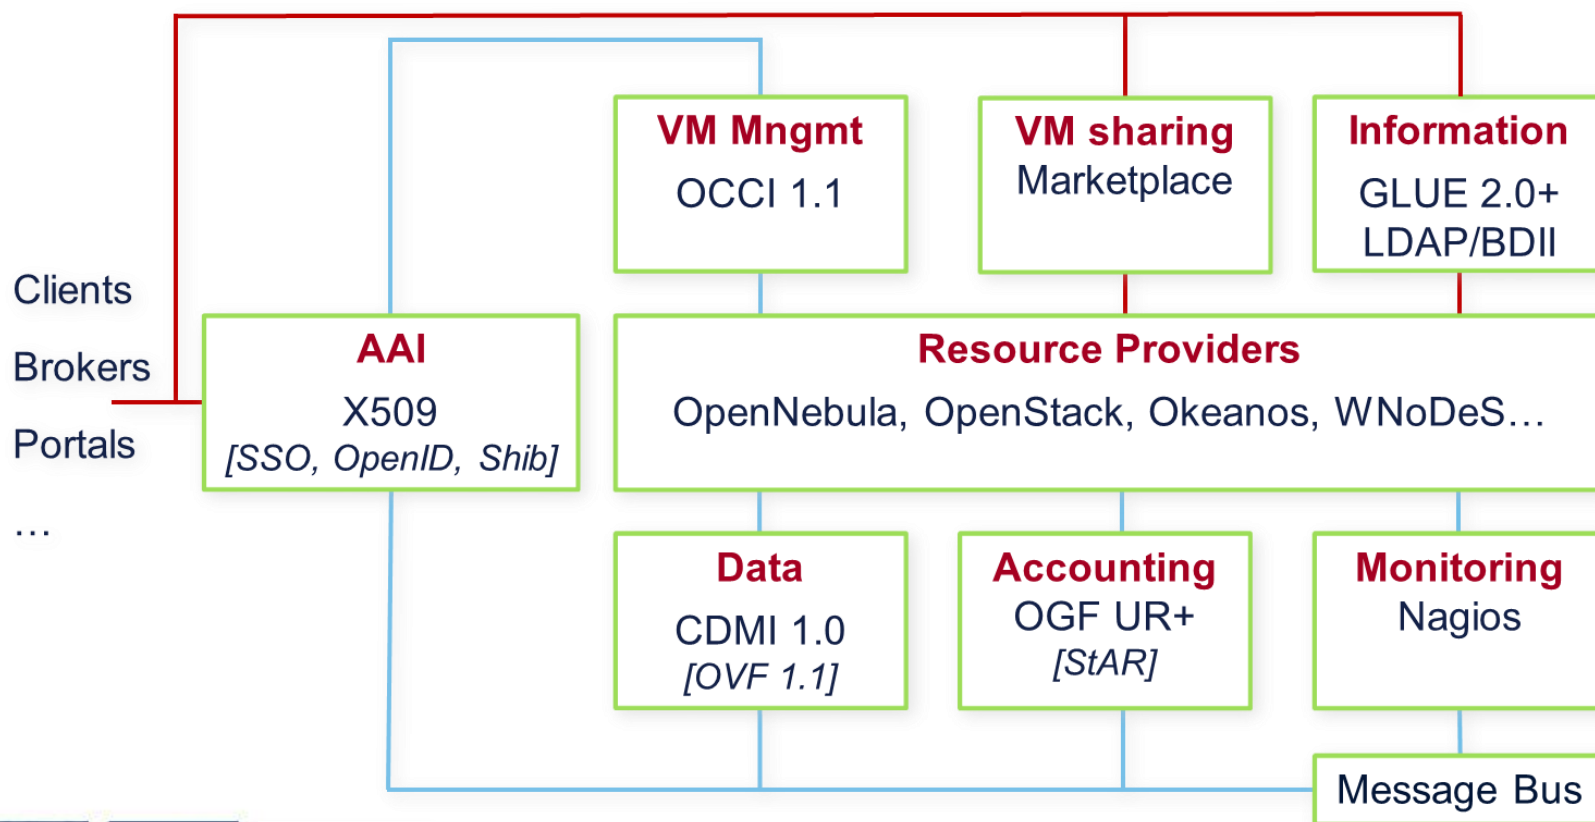 VM Mngmt
OCCI 1.1
VM sharing
Marketplace
Information
GLUE 2.0+
LDAP/BDII
Clients
Brokers
Portals
…
AAI
X509
[SSO, OpenID, Shib]
Resource Providers
OpenNebula, OpenStack, Okeanos, WNoDeS…
Data
CDMI 1.0
[OVF 1.1]
Accounting
OGF UR+
[StAR]
Monitoring
Nagios
Message Bus